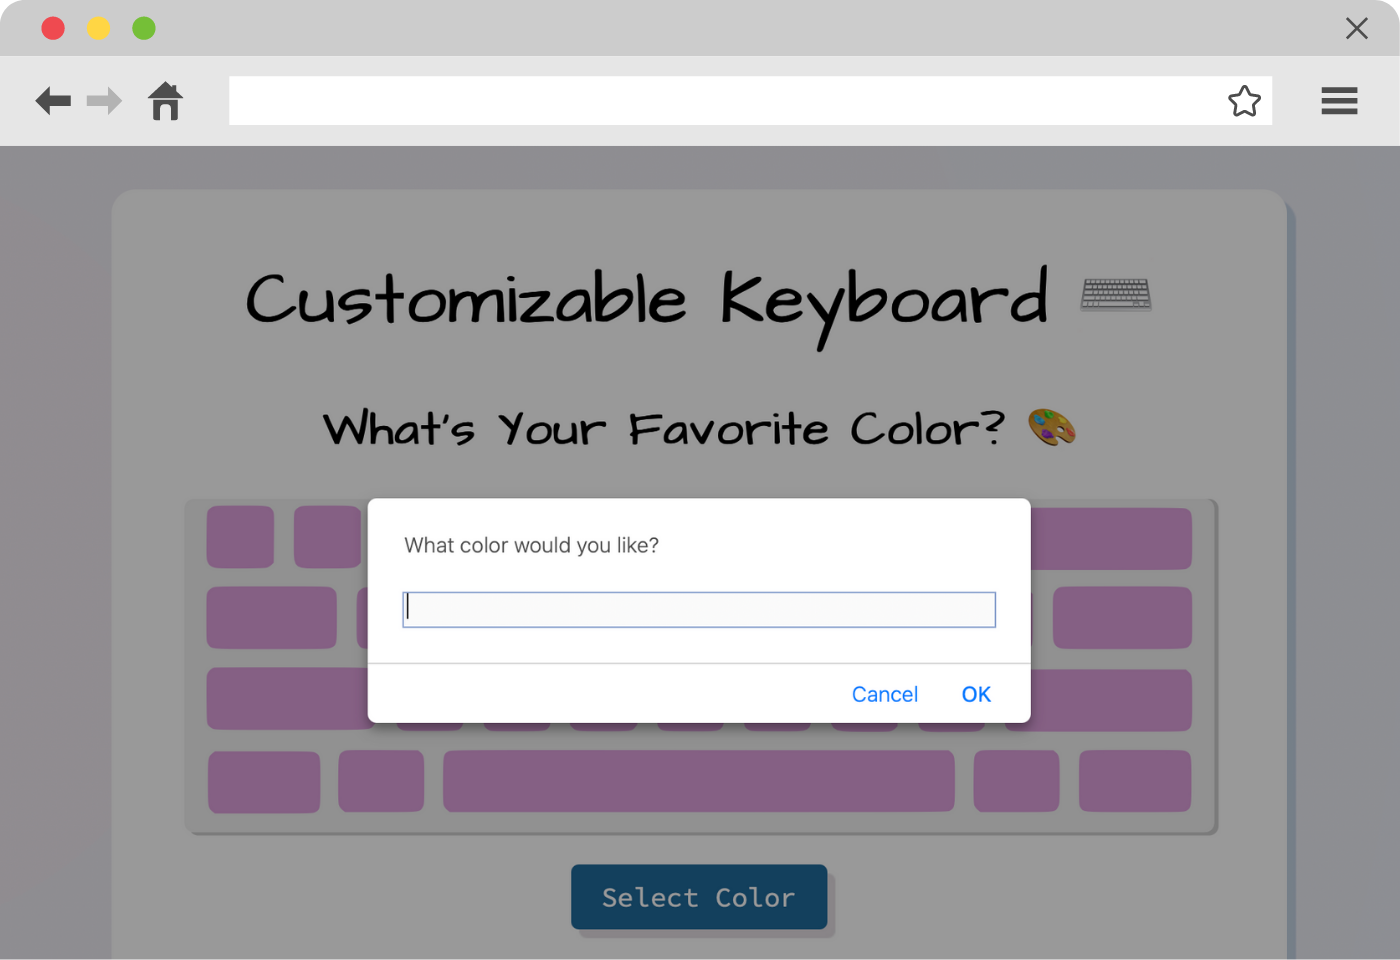 Customizable Keyboard
What's Your Favorite Color?
What color would you like?
Cancel OK
Select Color